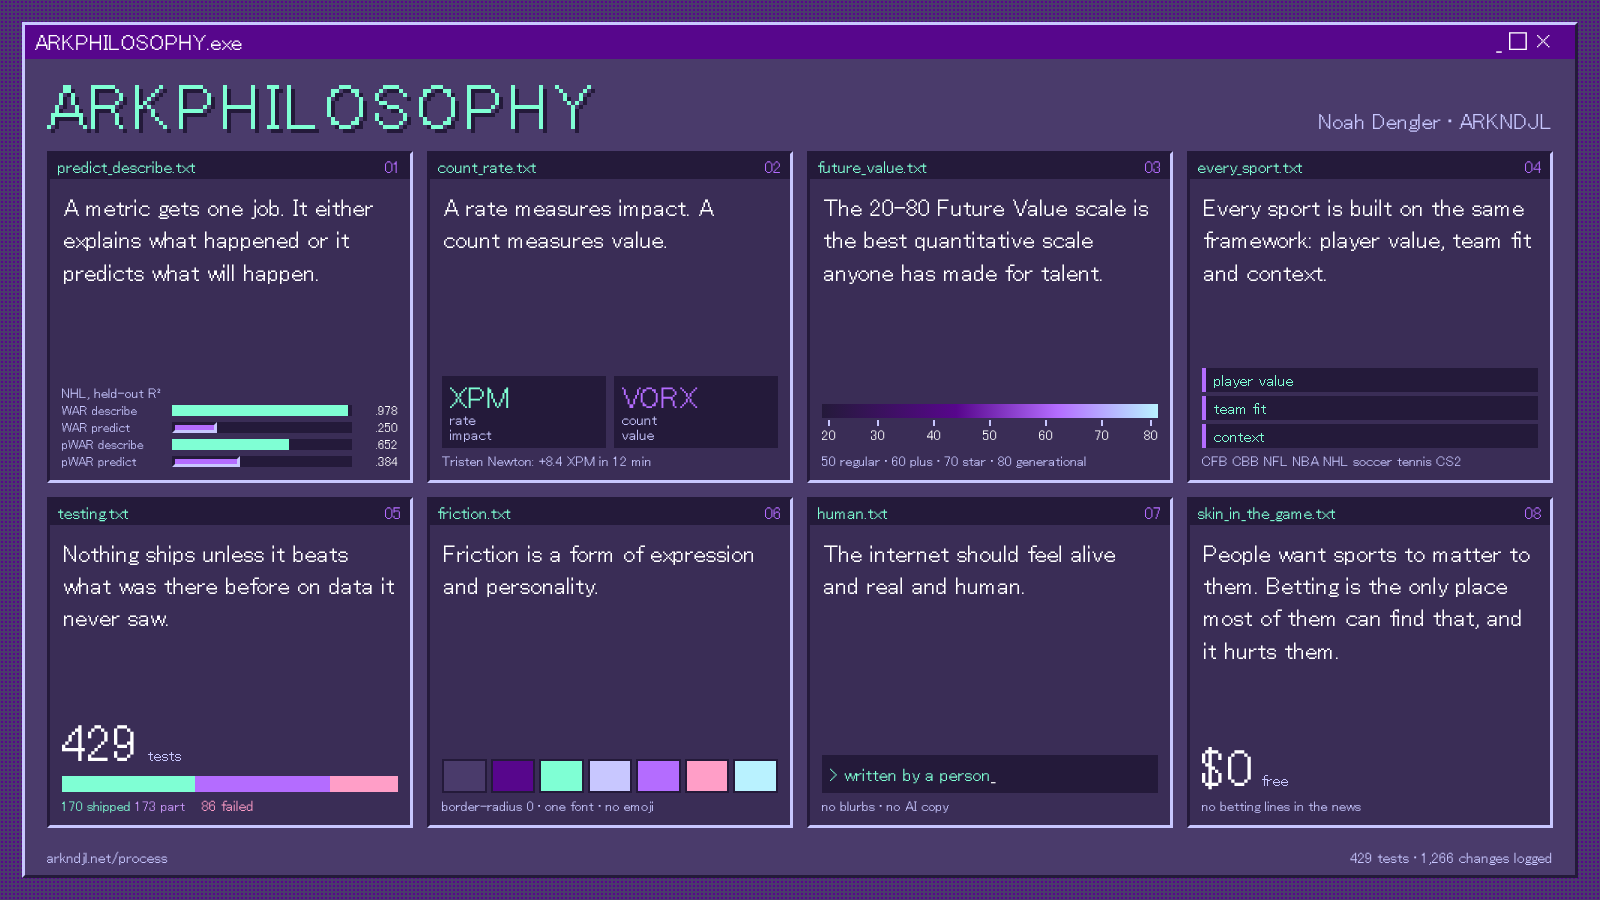 ARKPHILOSOPHY.exe
ARKPHILOSOPHY
Noah Dengler • ARKNDJL
predict_describe.txt 01
A metric gets one job. It either
explains what happened or it
predicts what will happen.
NHL, held-out R²
WAR describe .978
WAR predict .250
pWAR describe .652
pWAR predict .384
count_rate.txt 02
A rate measures impact. A
count measures value.
XPM
rate
impact
VORX
count
value
Tristen Newton: +8.4 XPM in 12 min
future_value.txt 03
The 20-80 Future Value scale is
the best quantitative scale
anyone has made for talent.
20 30 40 50 60 70 80
50 regular • 60 plus • 70 star • 80 generational
every_sport.txt 04
Every sport is built on the same
framework: player value, team fit
and context.
player value
team fit
context
CFB CBB NFL NBA NHL soccer tennis CS2
testing.txt 05
Nothing ships unless it beats
what was there before on data it
never saw.
429 tests
170 shipped 173 part 86 failed
friction.txt 06
Friction is a form of expression
and personality.
border-radius 0 • one font • no emoji
human.txt 07
The internet should feel alive
and real and human.
> written by a person_
no blurbs • no AI copy
skin_in_the_game.txt 08
People want sports to matter to
them. Betting is the only place
most of them can find that, and
it hurts them.
$0 free
no betting lines in the news
arkndjl.net/process
429 tests • 1,266 changes logged